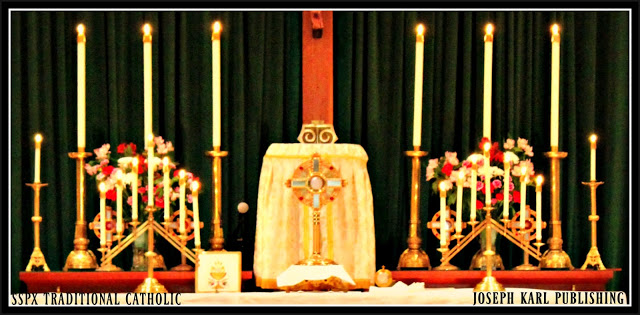 SSPX TRADITIONAL CATHOLIC
JOSEPH KARL PUBLISHING